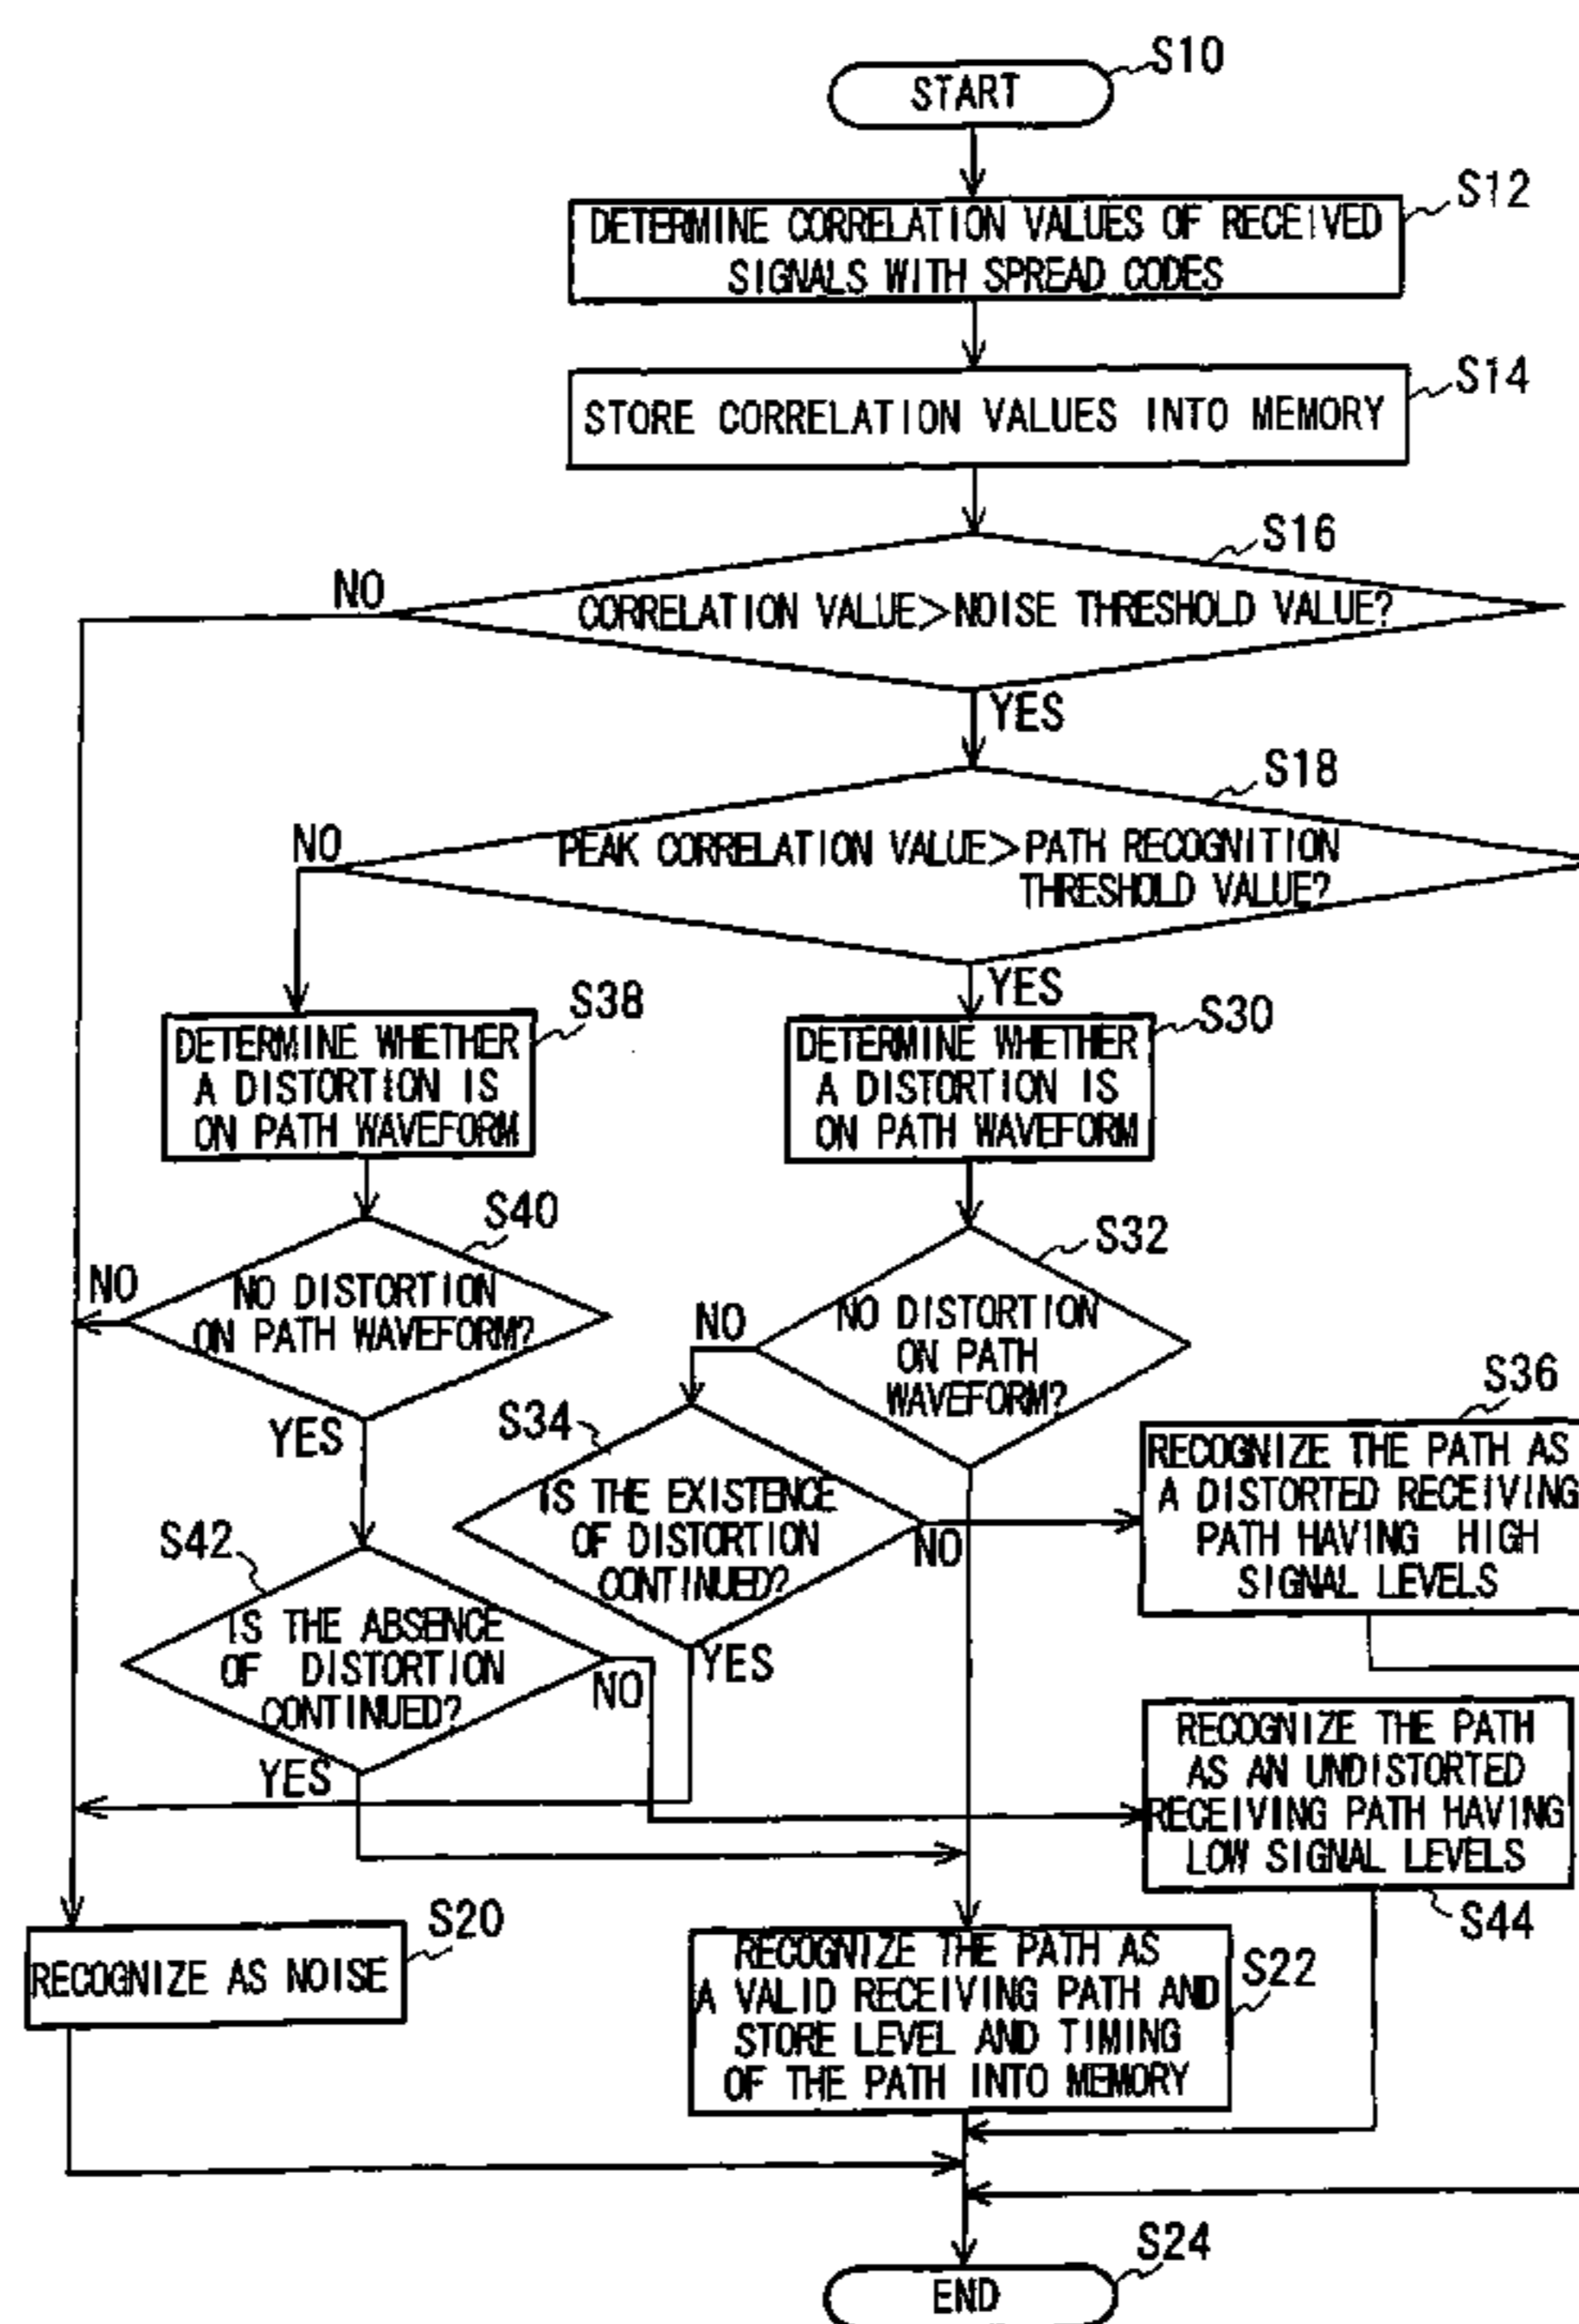 S10
START
S12
DETERMINE CORRELATION VALUES OF RECEIVED
SIGNALS WITH SPREAD CODES
S14
STORE CORRELATION VALUES INTO MEMORY
S16
NO
CORRELATION VALUE>NOISE THRESHOLD VALUE?
YES
S18
NO
PEAK CORRELATION VALUE>PATH RECOGNITION
THRESHOLD VALUE?
YES
S38
DETERMINE WHETHER
A DISTORTION IS
ON PATH WAVEFORM
S30
DETERMINE WHETHER
A DISTORTION IS
ON PATH WAVEFORM
S40
NO
NO DISTORTION
ON PATH WAVEFORM?
YES
S32
NO
NO DISTORTION
ON PATH
WAVEFORM?
S34
IS THE EXISTENCE
OF DISTORTION
CONTINUED?
NO
YES
S36
RECOGNIZE THE PATH AS
A DISTORTED RECEIVING
PATH HAVING HIGH
SIGNAL LEVELS
S42
IS THE ABSENCE
OF DISTORTION
CONTINUED?
NO
YES
RECOGNIZE THE PATH
AS AN UNDISTORTED
RECEIVING PATH HAVING
LOW SIGNAL LEVELS
S44
S20
RECOGNIZE AS NOISE
S22
RECOGNIZE THE PATH AS
A VALID RECEIVING PATH AND
STORE LEVEL AND TIMING
OF THE PATH INTO MEMORY
S24
END